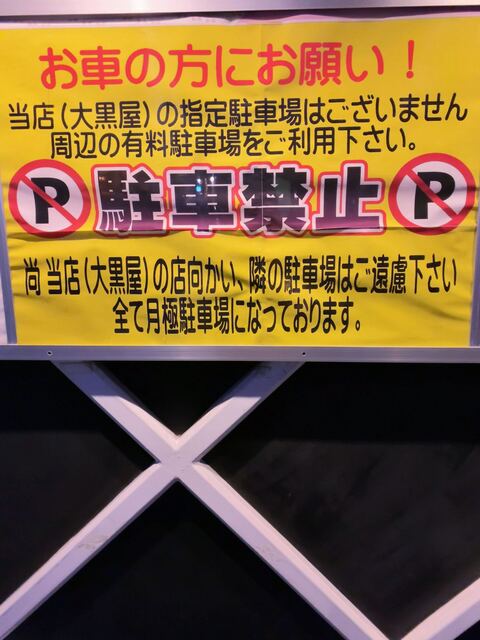 お車の方にお願い！
当店(大黒屋)の指定駐車場はございません
周辺の有料駐車場をご利用下さい。
P 駐車禁止 P
尚 当店(大黒屋)の店向かい、隣の駐車場はご遠慮下さい
全て月極駐車場になっております。